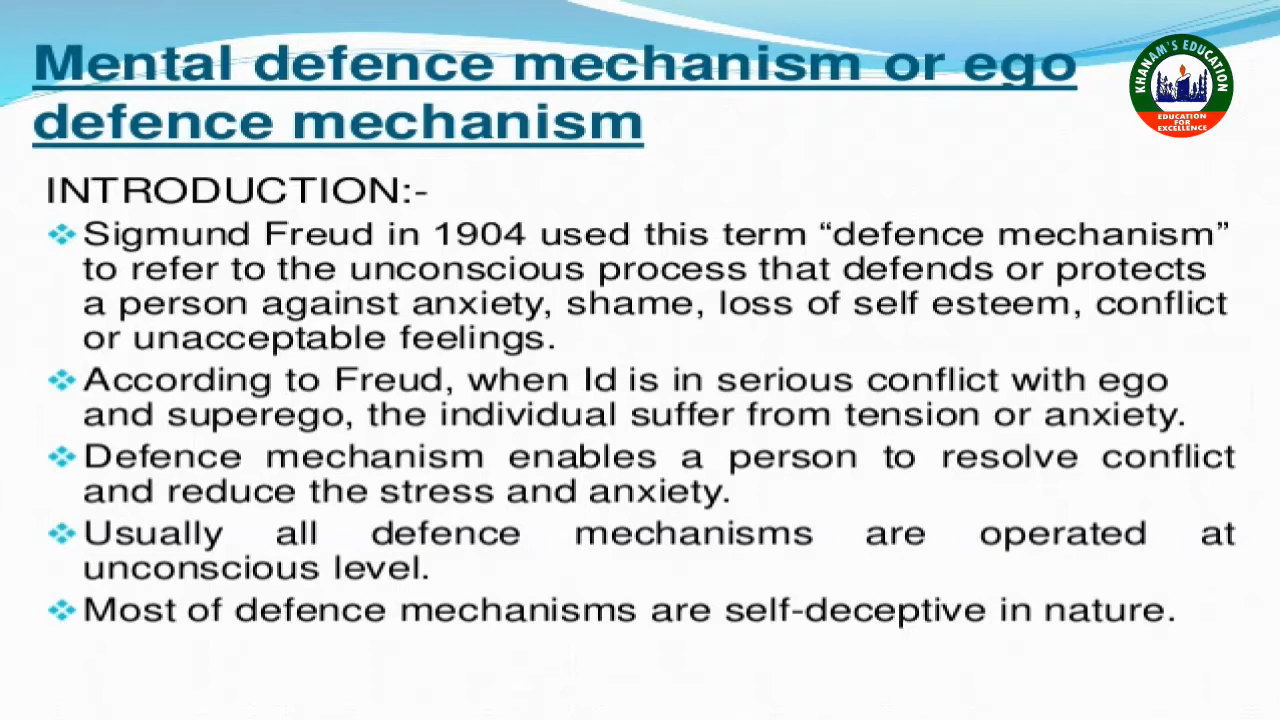 Mental defence mechanism or ego
defence mechanism
KHANAM'S EDUCATION
EDUCATION
FOR
EXCELLENCE
INTRODUCTION:-
Sigmund Freud in 1904 used this term “defence mechanism”
to refer to the unconscious process that defends or protects
a person against anxiety, shame, loss of self esteem, conflict
or unacceptable feelings.
According to Freud, when Id is in serious conflict with ego
and superego, the individual suffer from tension or anxiety.
Defence mechanism enables a person to resolve conflict
and reduce the stress and anxiety.
Usually all defence mechanisms are operated at
unconscious level.
Most of defence mechanisms are self-deceptive in nature.